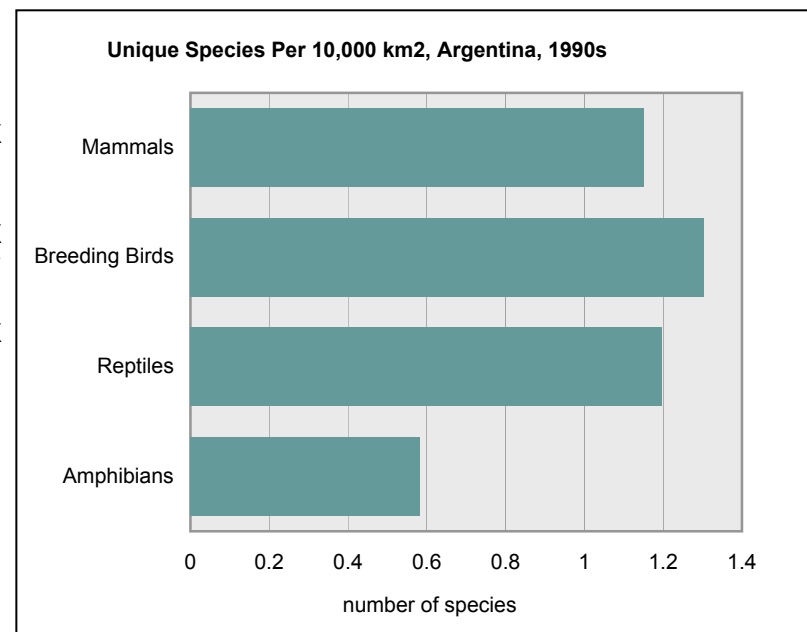 Unique Species Per 10,000 km2, Argentina, 1990s
Mammals
Breeding Birds
Reptiles
Amphibians
0 0.2 0.4 0.6 0.8 1 1.2 1.4
number of species